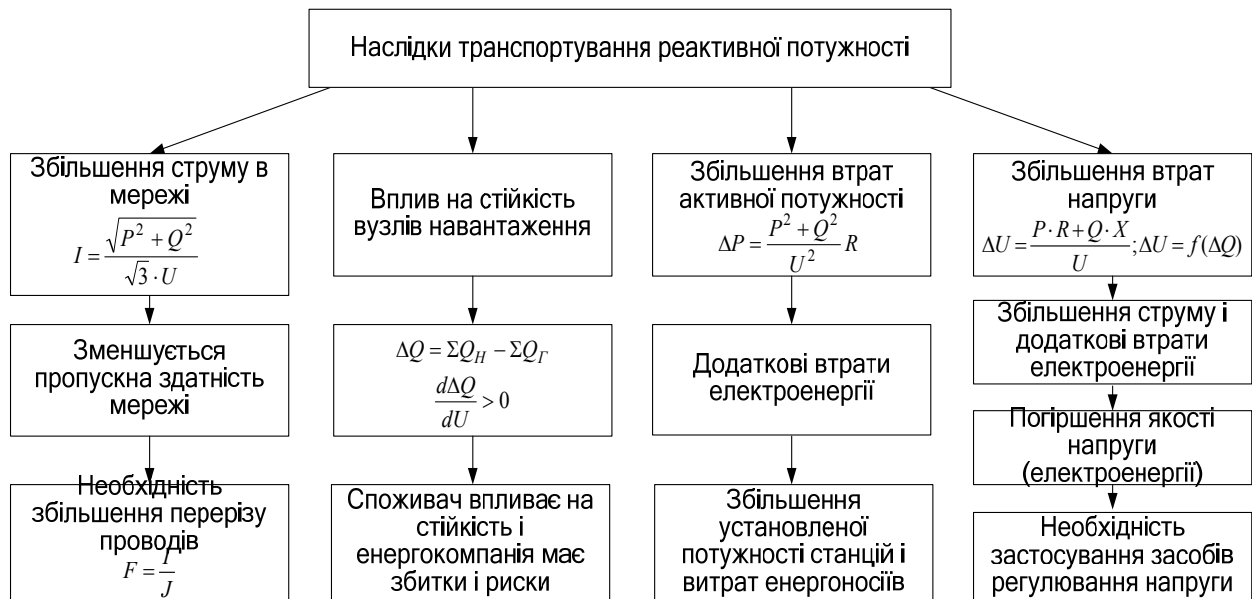 Наслідки транспортування реактивної потужності
Збільшення струму в
мережі
I = √(P² + Q²) / (√3 · U)
Зменшується
пропускна здатність
мережі
Необхідність
збільшення перерізу
проводів
F = I / J
Вплив на стійкість
вузлів навантаження
ΔQ = ΣQ_Н − ΣQ_Г
dΔQ / dU > 0
Споживач впливає на
стійкість і
енергокомпанія має
збитки і риски
Збільшення втрат
активної потужності
ΔP = (P² + Q²) / U² R
Додаткові втрати
електроенергії
Збільшення
установленої
потужності станцій і
витрат енергоносіїв
Збільшення втрат
напруги
ΔU = (P · R + Q · X) / U ; ΔU = f(ΔQ)
Збільшення струму і
додаткові втрати
електроенергії
Погіршення якості
напруги
(електроенергії)
Необхідність
застосування засобів
регулювання напруги